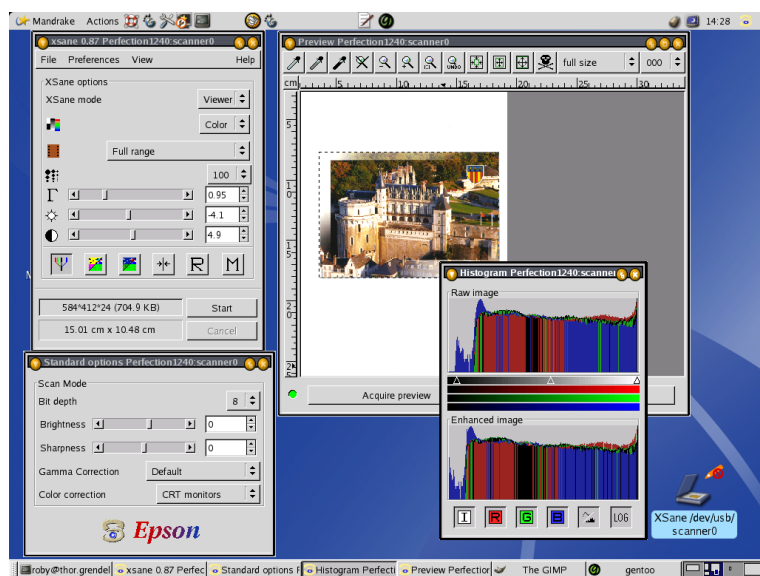 Mandrake Actions 14:28
xsane 0.87 Perfection1240:scanner0
File Preferences View Help
XSane options
XSane mode Viewer
Color
Full range
100
0.95
-4.1
4.9
R M
584*412*24 (704.9 KB) Start
15.01 cm x 10.48 cm Cancel
Standard options Perfection1240:scanner0
Scan Mode
Bit depth 8
Brightness 0
Sharpness 0
Gamma Correction Default
Color correction CRT monitors
Epson
Preview Perfection1240:scanner0
full size 000
cm 5 10 15 20 25 30
5
10
15
20
Acquire preview
Histogram Perfection1240:scanner
Raw image
Enhanced image
I R G B LOG
XSane /dev/usb/
scanner0
roby@thor.grendel xsane 0.87 Perfec Standard options P Histogram Perfecti Preview Perfection The GIMP gentoo